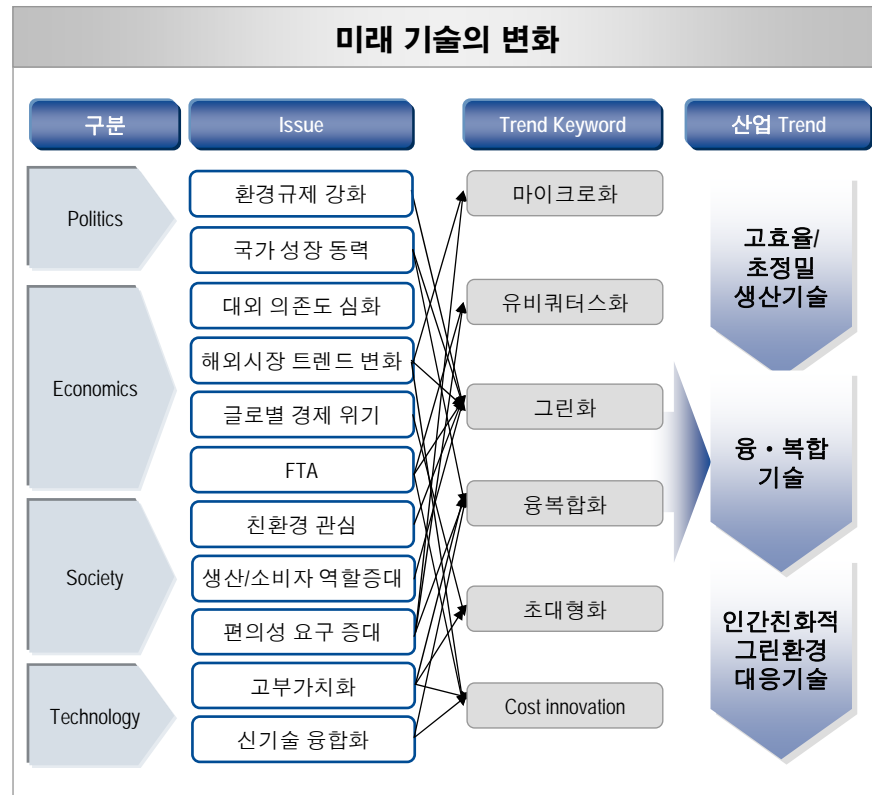 미래 기술의 변화
구분
Issue
Trend Keyword
산업 Trend
Politics
Economics
Society
Technology
환경규제 강화
국가 성장 동력
대외 의존도 심화
해외시장 트렌드 변화
글로벌 경제 위기
FTA
친환경 관심
생산/소비자 역할증대
편의성 요구 증대
고부가치화
신기술 융합화
마이크로화
유비쿼터스화
그린화
융복합화
초대형화
Cost innovation
고효율/
초정밀
생산기술
융・복합
기술
인간친화적
그린환경
대응기술